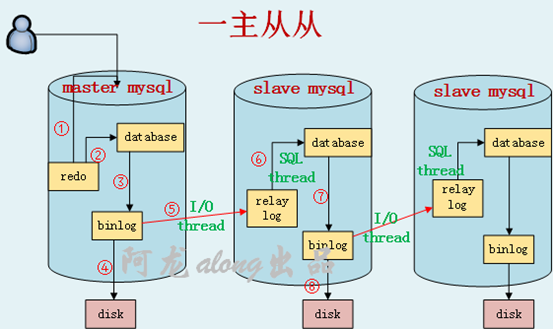 一主从从
master mysql
slave mysql
slave mysql
①
②
database
redo
③
binlog
④
disk
⑤
I/O
thread
⑥
SQL
thread
database
relay
log
⑦
binlog
⑧
disk
I/O
thread
SQL
thread
database
relay
log
binlog
disk
阿龙along出品